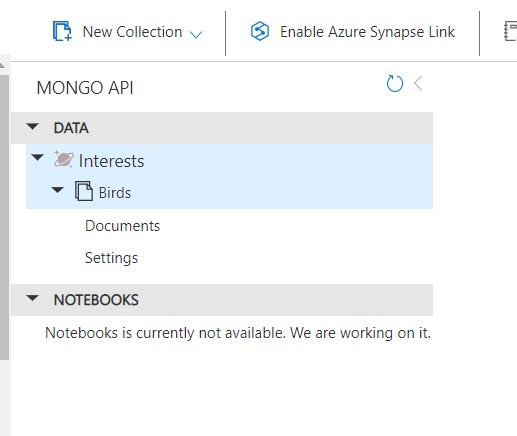 New Collection
Enable Azure Synapse Link
MONGO API
DATA
Interests
Birds
Documents
Settings
NOTEBOOKS
Notebooks is currently not available. We are working on it.